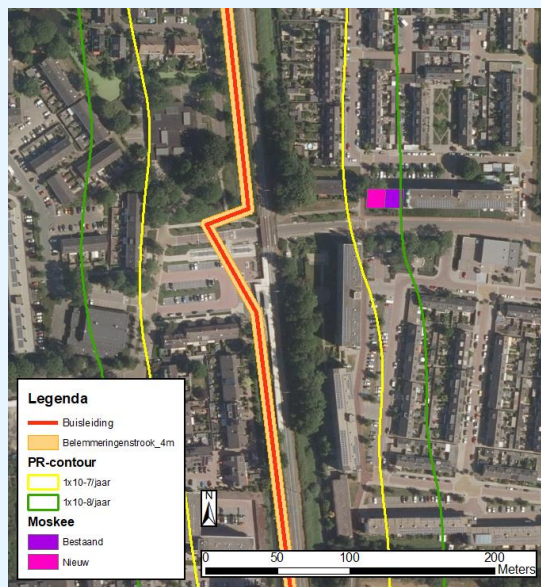 Legenda
Buisleiding
Belemmeringenstrook_4m
PR-contour
1x10-7/jaar
1x10-8/jaar
Moskee
Bestaand
Nieuw
N
0 50 100 200
Meters